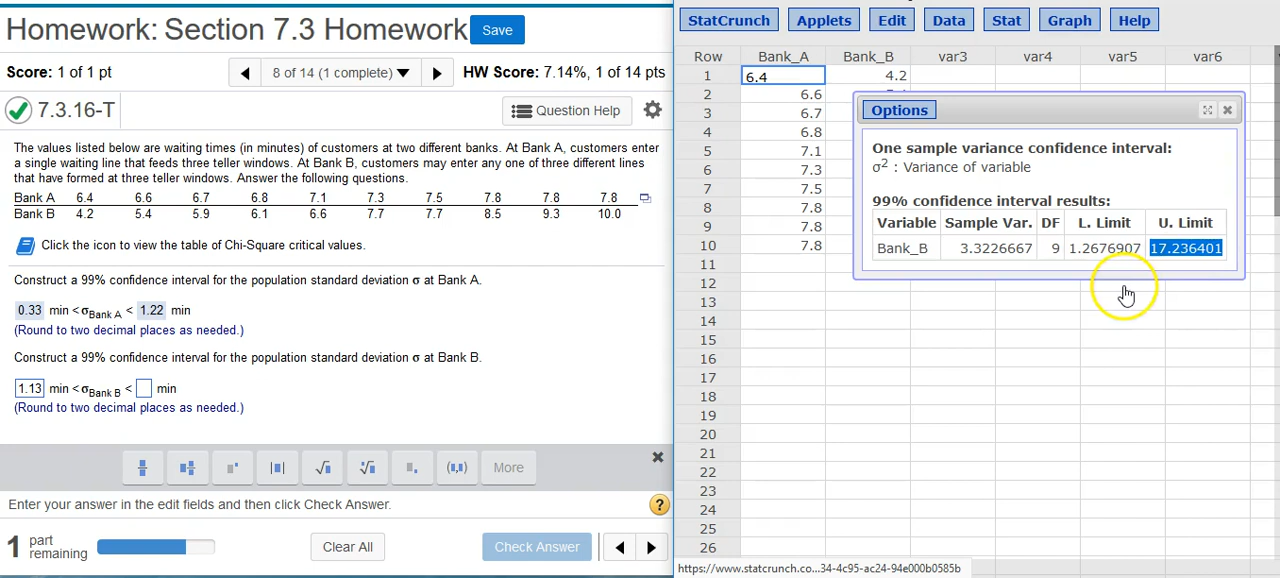 Homework: Section 7.3 Homework Save
Score: 1 of 1 pt 8 of 14 (1 complete) HW Score: 7.14%, 1 of 14 pts
7.3.16-T Question Help
The values listed below are waiting times (in minutes) of customers at two different banks. At Bank A, customers enter
a single waiting line that feeds three teller windows. At Bank B, customers may enter any one of three different lines
that have formed at three teller windows. Answer the following questions.
Bank A 6.4 6.6 6.7 6.8 7.1 7.3 7.5 7.8 7.8 7.8
Bank B 4.2 5.4 5.9 6.1 6.6 7.7 7.7 8.5 9.3 10.0
Click the icon to view the table of Chi-Square critical values.
Construct a 99% confidence interval for the population standard deviation σ at Bank A.
0.33 min < σBank A < 1.22 min
(Round to two decimal places as needed.)
Construct a 99% confidence interval for the population standard deviation σ at Bank B.
1.13 min < σBank B < min
(Round to two decimal places as needed.)
More
Enter your answer in the edit fields and then click Check Answer.
?
1 part remaining Clear All Check Answer
StatCrunch Applets Edit Data Stat Graph Help
Row Bank_A Bank_B var3 var4 var5 var6
1 6.4 4.2
2 6.6
3 6.7
4 6.8
5 7.1
6 7.3
7 7.5
8 7.8
9 7.8
10 7.8
11
12
13
14
15
16
17
18
19
20
21
22
23
24
25
26
Options
One sample variance confidence interval:
σ² : Variance of variable
99% confidence interval results:
Variable Sample Var. DF L. Limit U. Limit
Bank_B 3.3226667 9 1.2676907 17.236401
https://www.statcrunch.co...34-4c95-ac24-94e000b0585b